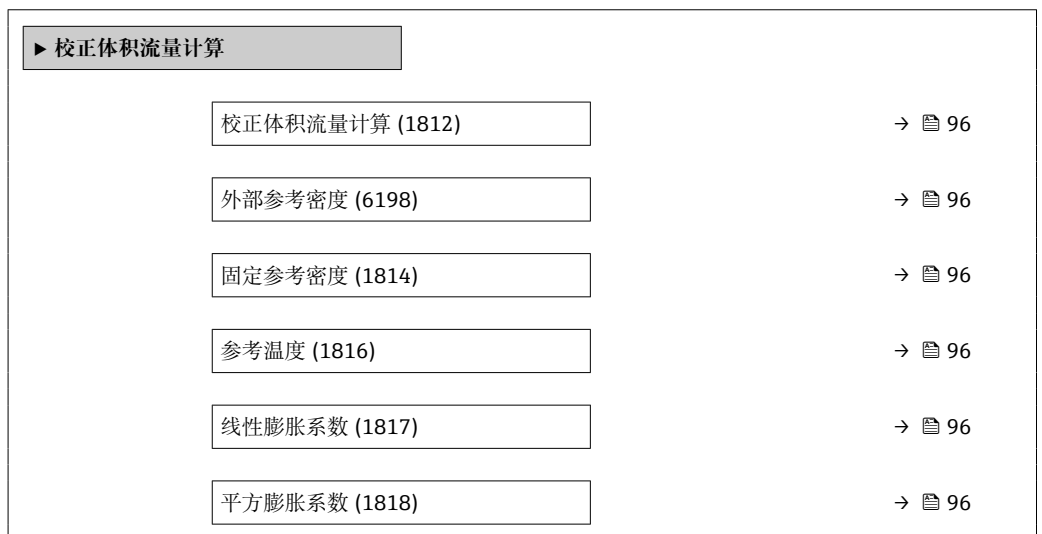 ▶ 校正体积流量计算
校正体积流量计算 (1812) → 96
外部参考密度 (6198) → 96
固定参考密度 (1814) → 96
参考温度 (1816) → 96
线性膨胀系数 (1817) → 96
平方膨胀系数 (1818) → 96